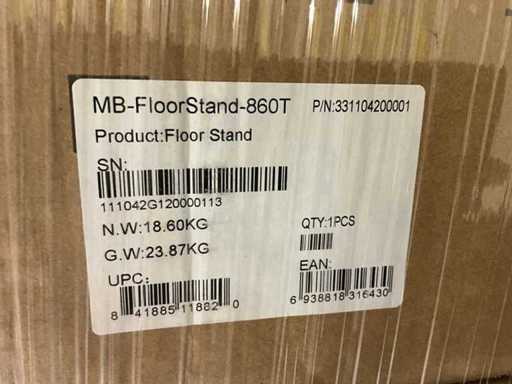 MB-FloorStand-860T P/N:331104200001
Product:Floor Stand
SN:
111042G120000113
N.W:18.60KG QTY:1PCS
G.W:23.87KG
UPC: EAN:
8 41885 11882 0 6 938818 316430